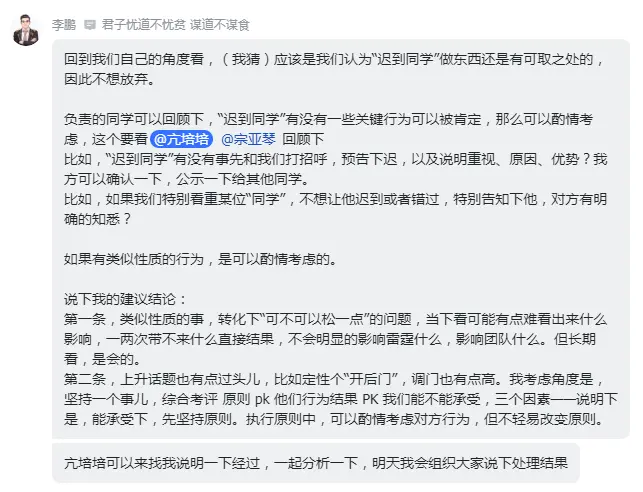 李鹏 君子忧道不忧贫 谋道不谋食
回到我们自己的角度看，（我猜）应该是我们认为“迟到同学”做东西还是有可取之处的，
因此不想放弃。
负责的同学可以回顾下，“迟到同学”有没有一些关键行为可以被肯定，那么可以酌情考
虑，这个要看 @亢培培 @宗亚琴 回顾下
比如，“迟到同学”有没有事先和我们打招呼，预告下迟，以及说明重视、原因、优势？我
方可以确认一下，公示一下给其他同学。
比如，如果我们特别看重某位“同学”，不想让他迟到或者错过，特别告知下他，对方有明
确的知悉？
如果有类似性质的行为，是可以酌情考虑的。
说下我的建议结论：
第一条，类似性质的事，转化下“可不可以松一点”的问题，当下看可能有点难看出来什么
影响，一两次带不来什么直接结果，不会明显的影响雷霆什么，影响团队什么。但长期
看，是会的。
第二条，上升话题也有点过头儿，比如定性个“开后门”，调门也有点高。我考虑角度是，
坚持一个事儿，综合考评 原则 pk 他们行为结果 PK 我们能不能承受，三个因素——说明下
是，能承受下，先坚持原则。执行原则中，可以酌情考虑对方行为，但不轻易改变原则。
亢培培可以来找我说明一下经过，一起分析一下，明天我会组织大家说下处理结果